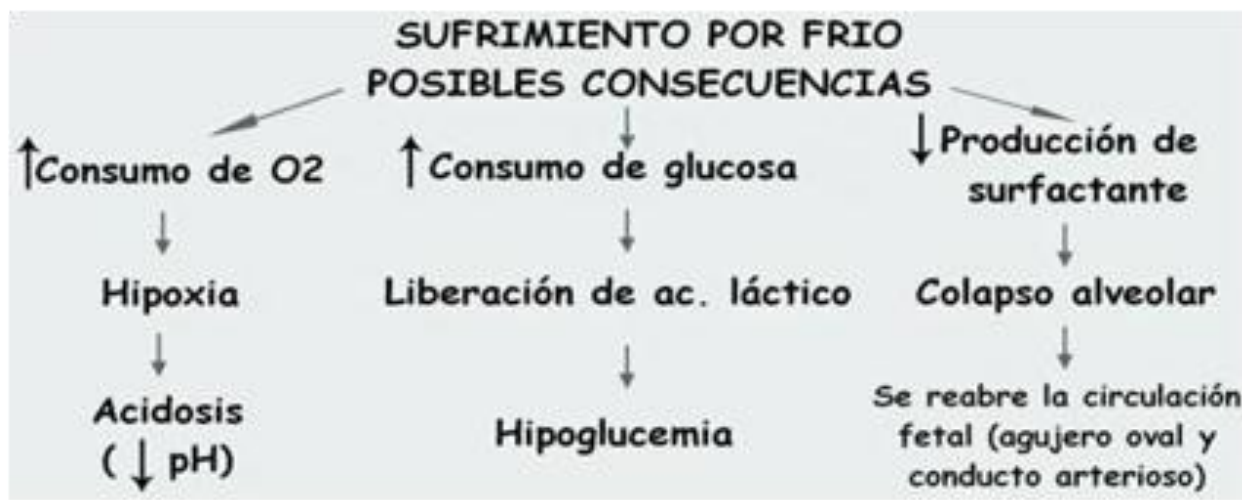 SUFRIMIENTO POR FRIO
POSIBLES CONSECUENCIAS
↑Consumo de O2
Hipoxia
Acidosis
( ↓ pH)
↑ Consumo de glucosa
Liberación de ac. láctico
Hipoglucemia
↓ Producción de
surfactante
Colapso alveolar
Se reabre la circulación
fetal (agujero oval y
conducto arterioso)